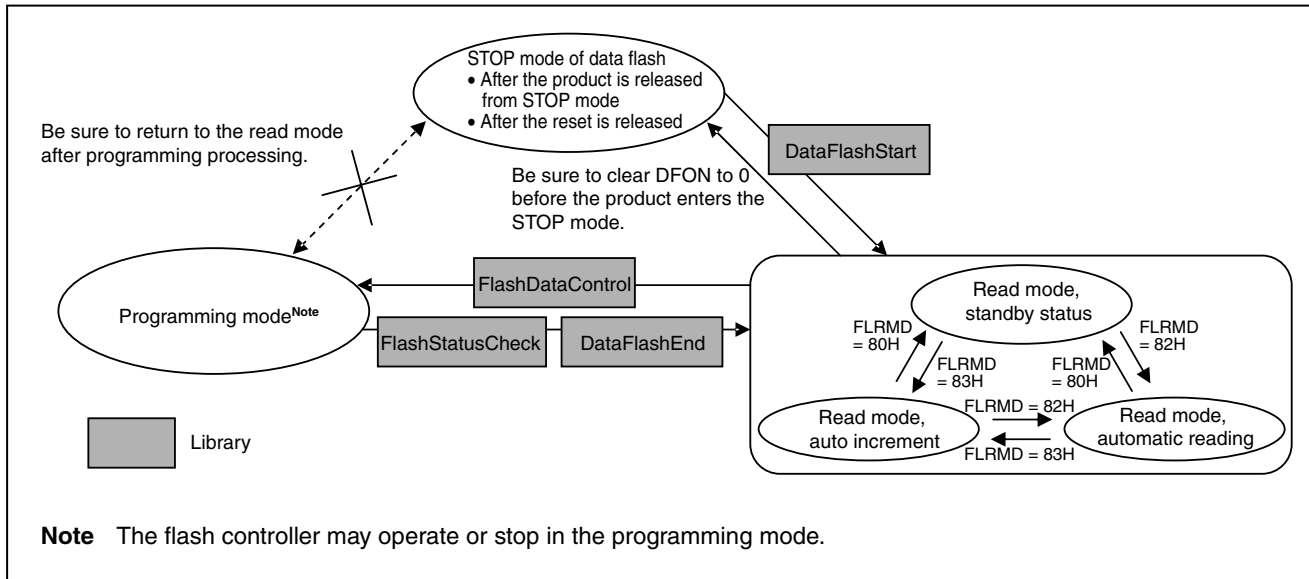 STOP mode of data flash
• After the product is released
from STOP mode
• After the reset is released
Be sure to return to the read mode
after programming processing.
DataFlashStart
Be sure to clear DFON to 0
before the product enters the
STOP mode.
FlashDataControl
Programming modeNote
FlashStatusCheck
DataFlashEnd
Read mode,
standby status
FLRMD
= 80H
FLRMD
= 83H
FLRMD
= 80H
FLRMD
= 82H
Read mode,
auto increment
FLRMD = 82H
FLRMD = 83H
Read mode,
automatic reading
Library
Note The flash controller may operate or stop in the programming mode.